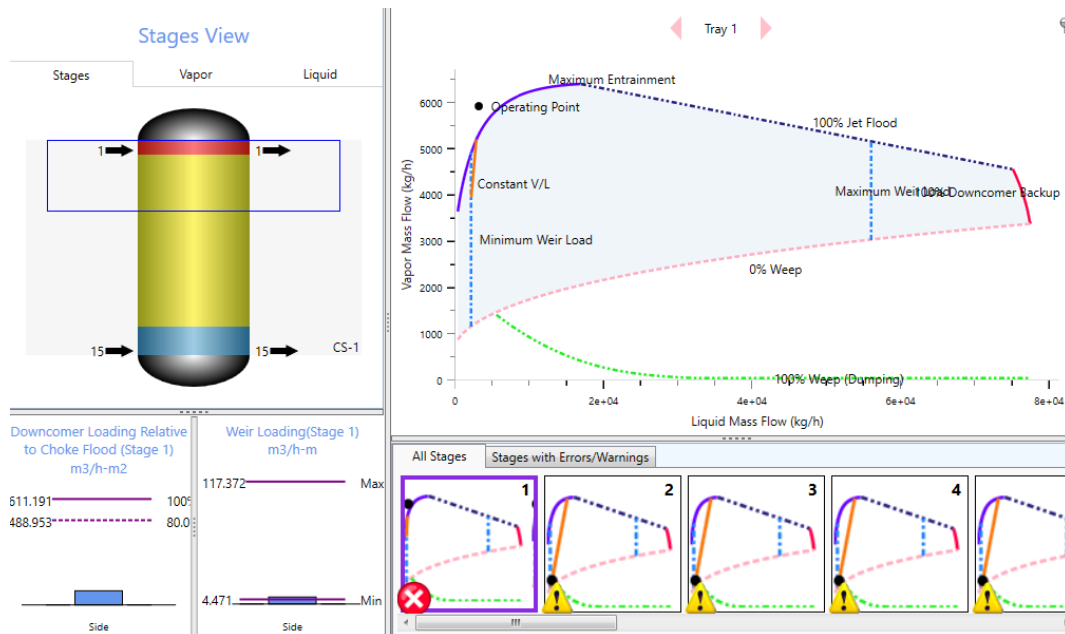 Stages View
Stages
Vapor
Liquid
1
1
15
15
CS-1
Downcomer Loading Relative
to Choke Flood (Stage 1)
m3/h-m2
611.191
100%
488.953
80.0
Side
Weir Loading(Stage 1)
m3/h-m
117.372
Max
4.471
Min
Side
Tray 1
Vapor Mass Flow (kg/h)
6000
5000
4000
3000
2000
1000
0
Maximum Entrainment
Operating Point
100% Jet Flood
Constant V/L
Maximum Weir Load
100% Downcomer Backup
Minimum Weir Load
0% Weep
100% Weep (Dumping)
0
2e+04
4e+04
6e+04
8e+04
Liquid Mass Flow (kg/h)
All Stages
Stages with Errors/Warnings
1
2
3
4